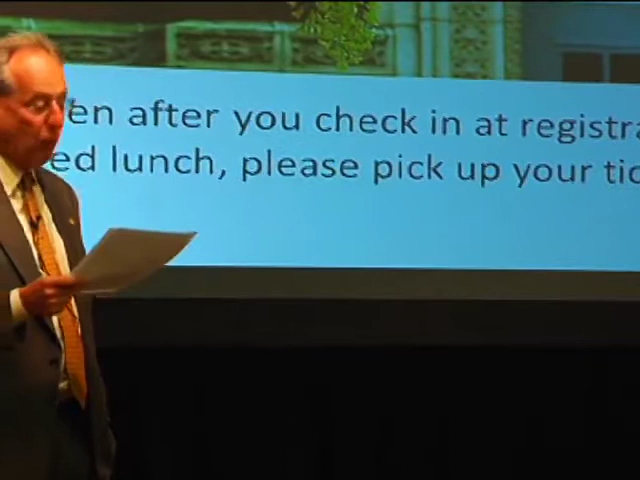 en after you check in at registra
ed lunch, please pick up your tic